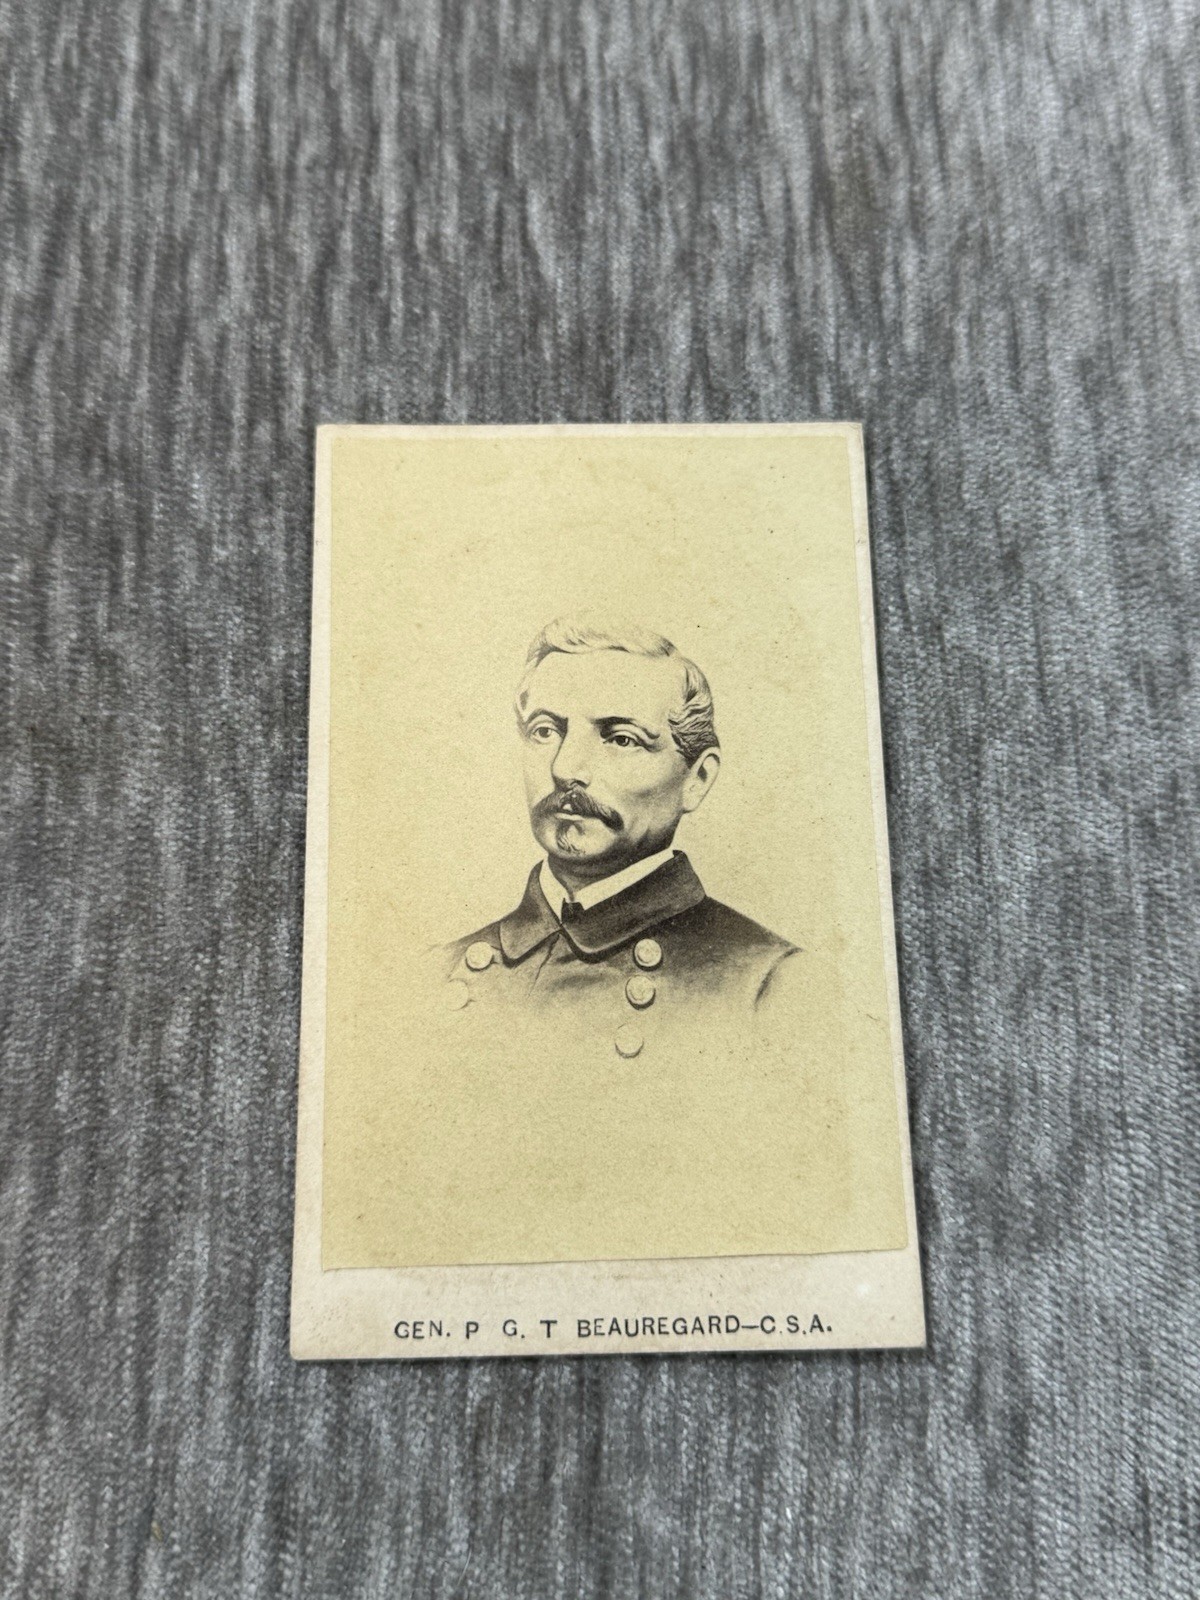 GEN. P G. T BEAUREGARD—C.S.A.